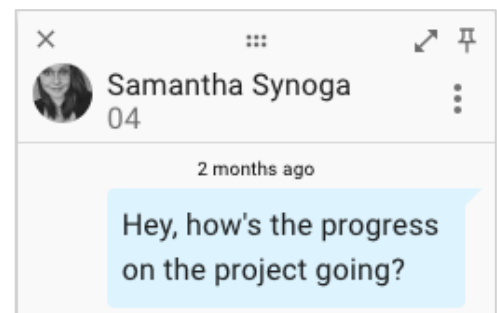 Samantha Synoga
04
2 months ago
Hey, how's the progress
on the project going?